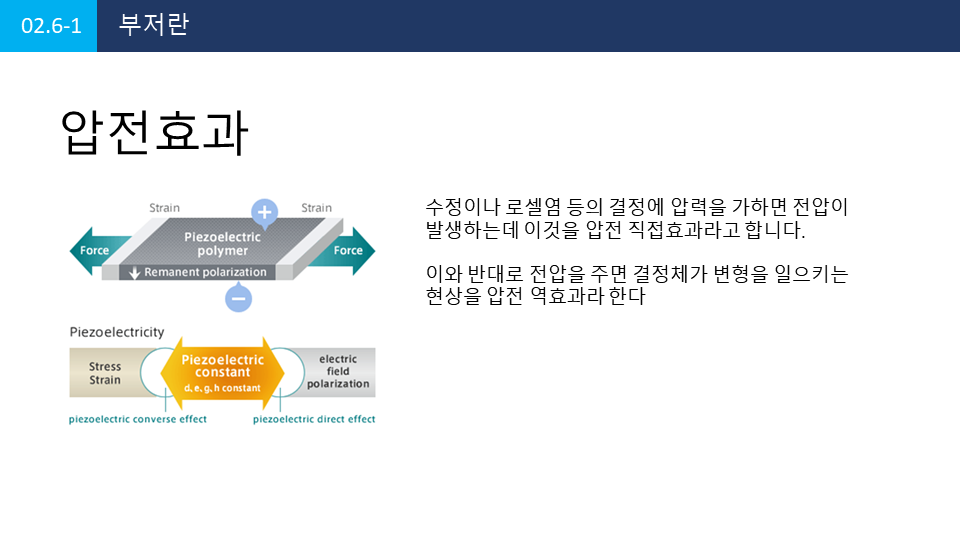 02.6-1 부저란
압전효과
Strain + Strain
Force Piezoelectric polymer Force
Remanent polarization
−
Piezoelectricity
Stress
Strain
Piezoelectric
constant
d, e, g, h constant
electric
field
polarization
piezoelectric converse effect piezoelectric direct effect
수정이나 로셀염 등의 결정에 압력을 가하면 전압이
발생하는데 이것을 압전 직접효과라고 합니다.
이와 반대로 전압을 주면 결정체가 변형을 일으키는
현상을 압전 역효과라 한다